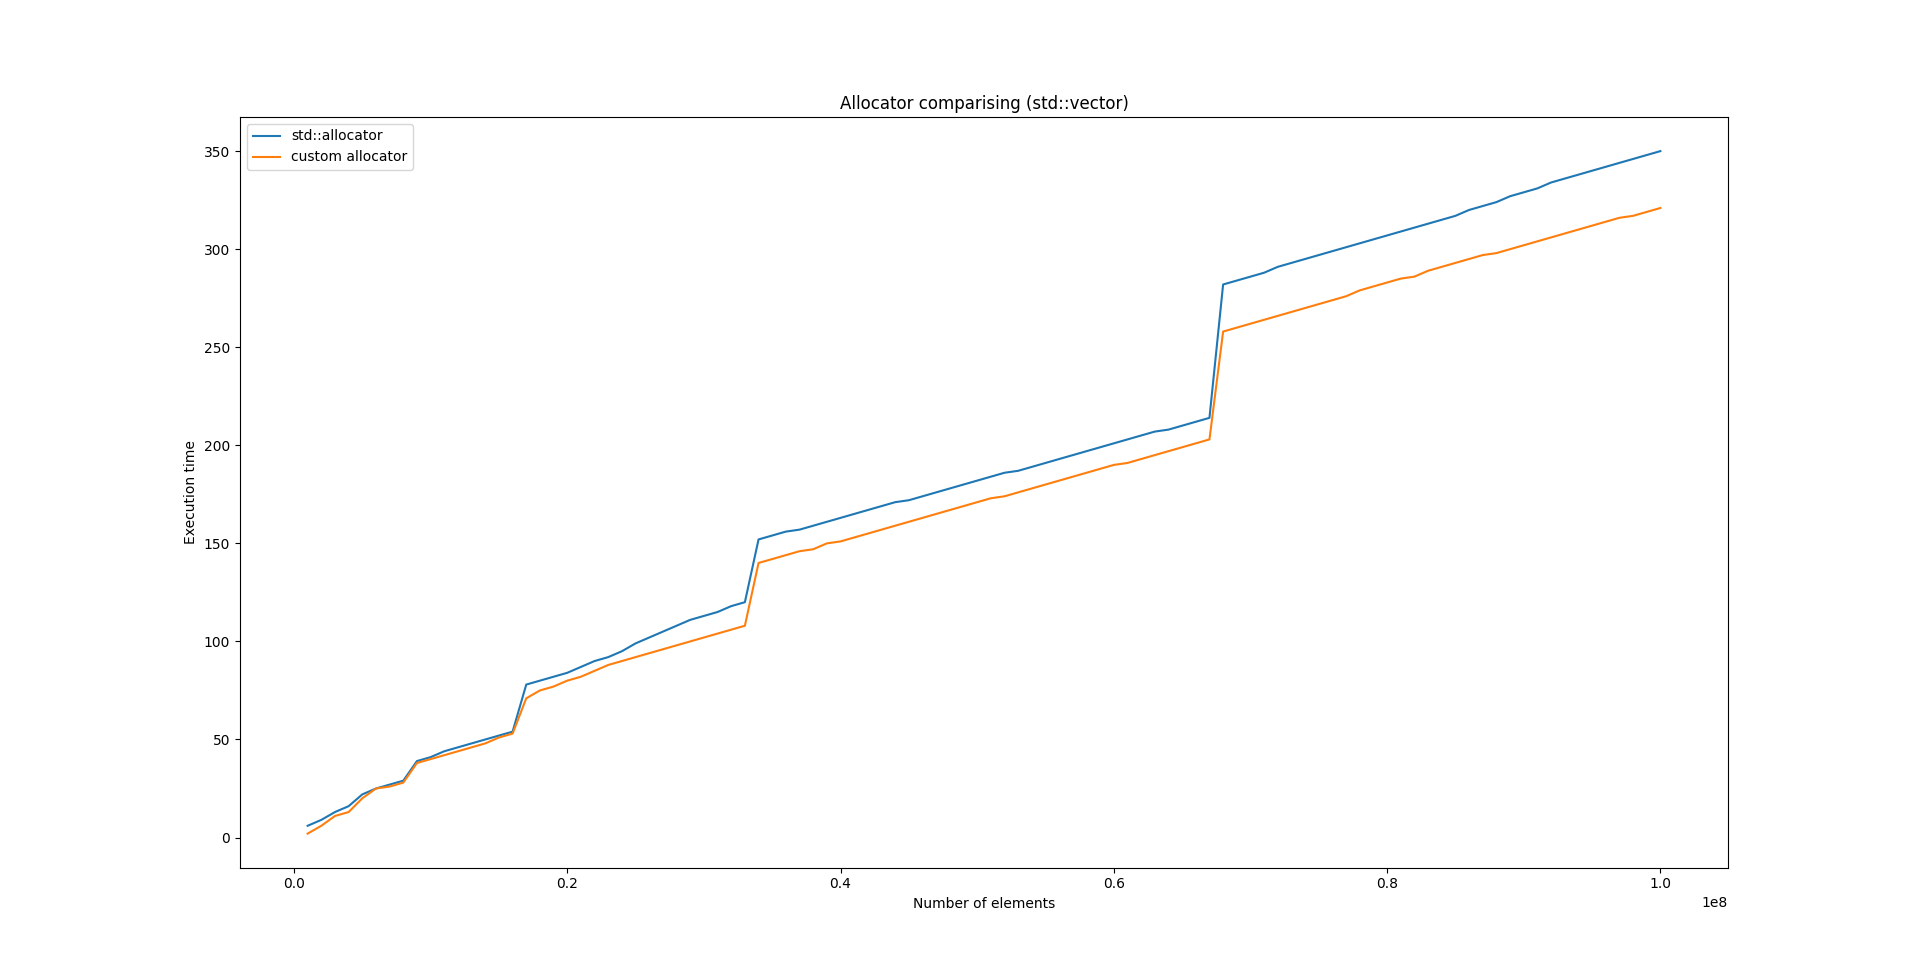 Allocator comparising (std::vector)
std::allocator
custom allocator
350
300
250
200
150
100
50
0
Execution time
0.0 0.2 0.4 0.6 0.8 1.0
1e8
Number of elements